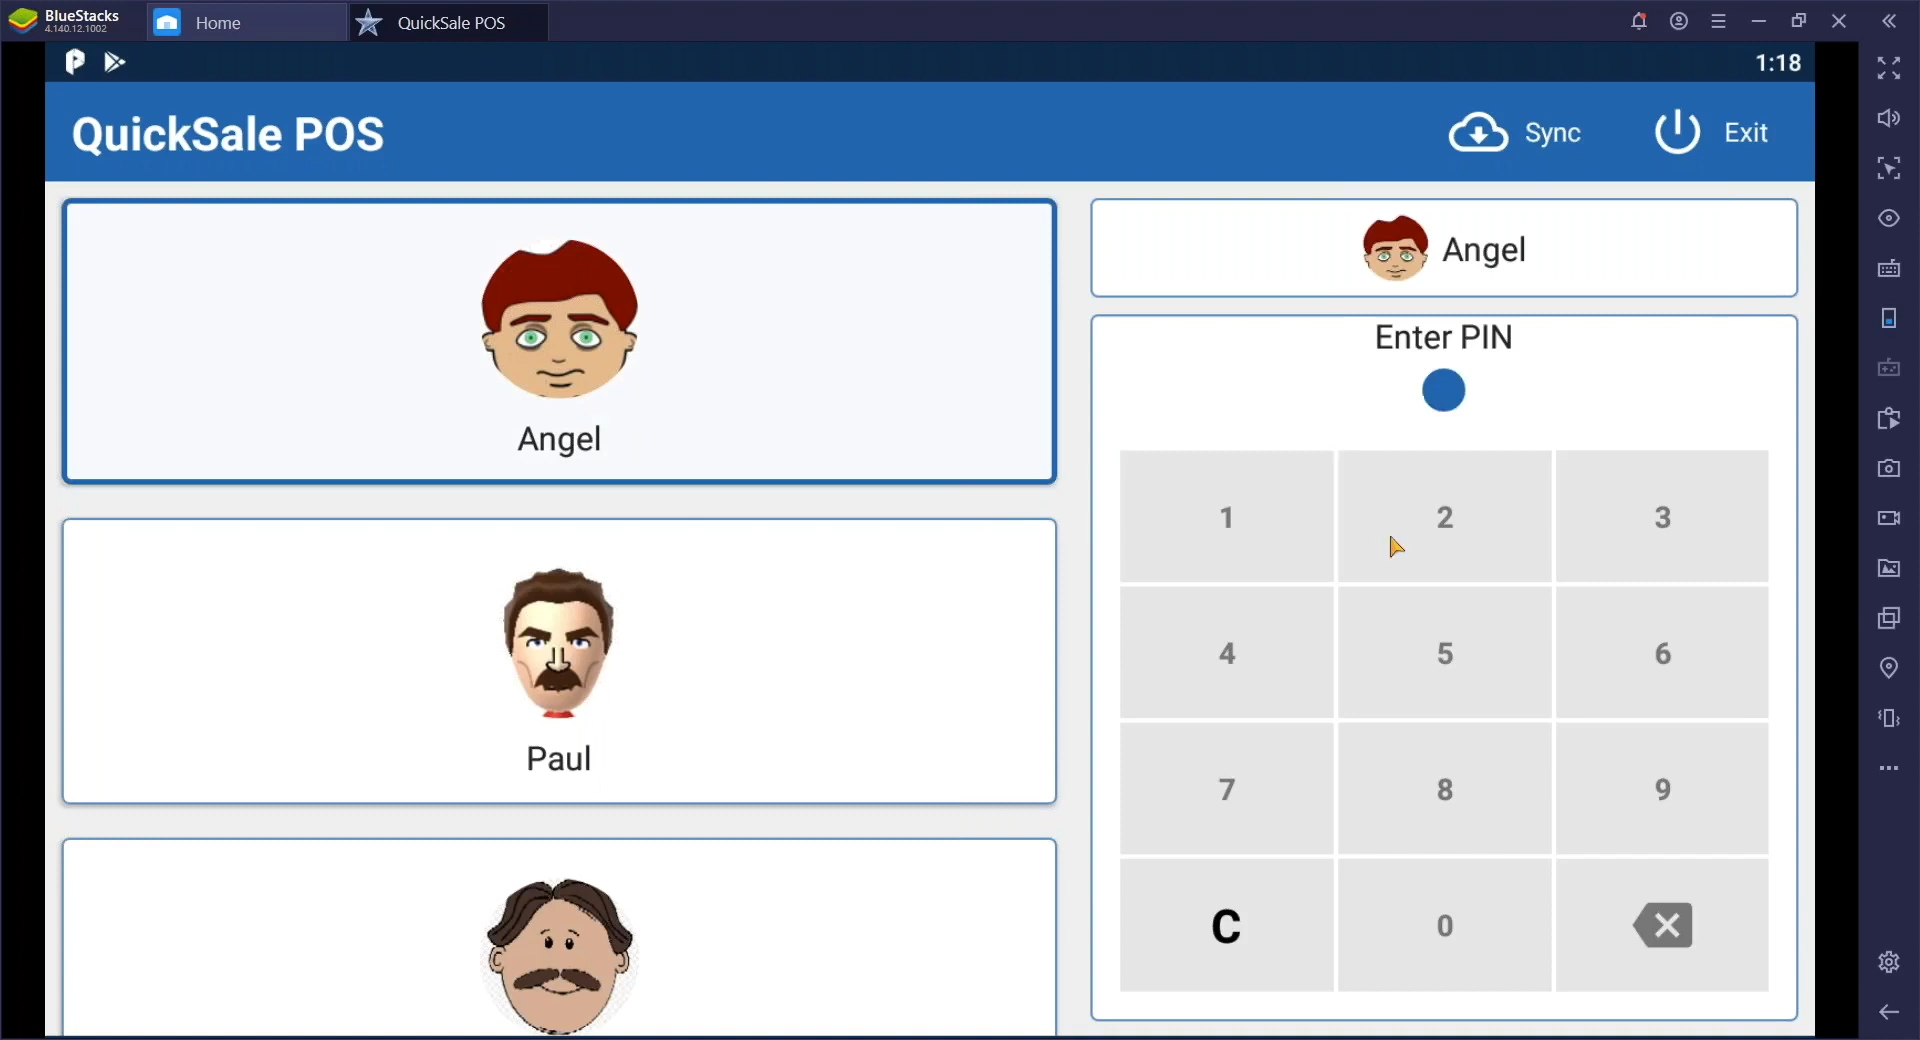 BlueStacks
4.140.12.1002
Home
QuickSale POS
1:18
QuickSale POS
Sync
Exit
Angel
Paul
Angel
Enter PIN
1 2 3
4 5 6
7 8 9
C 0